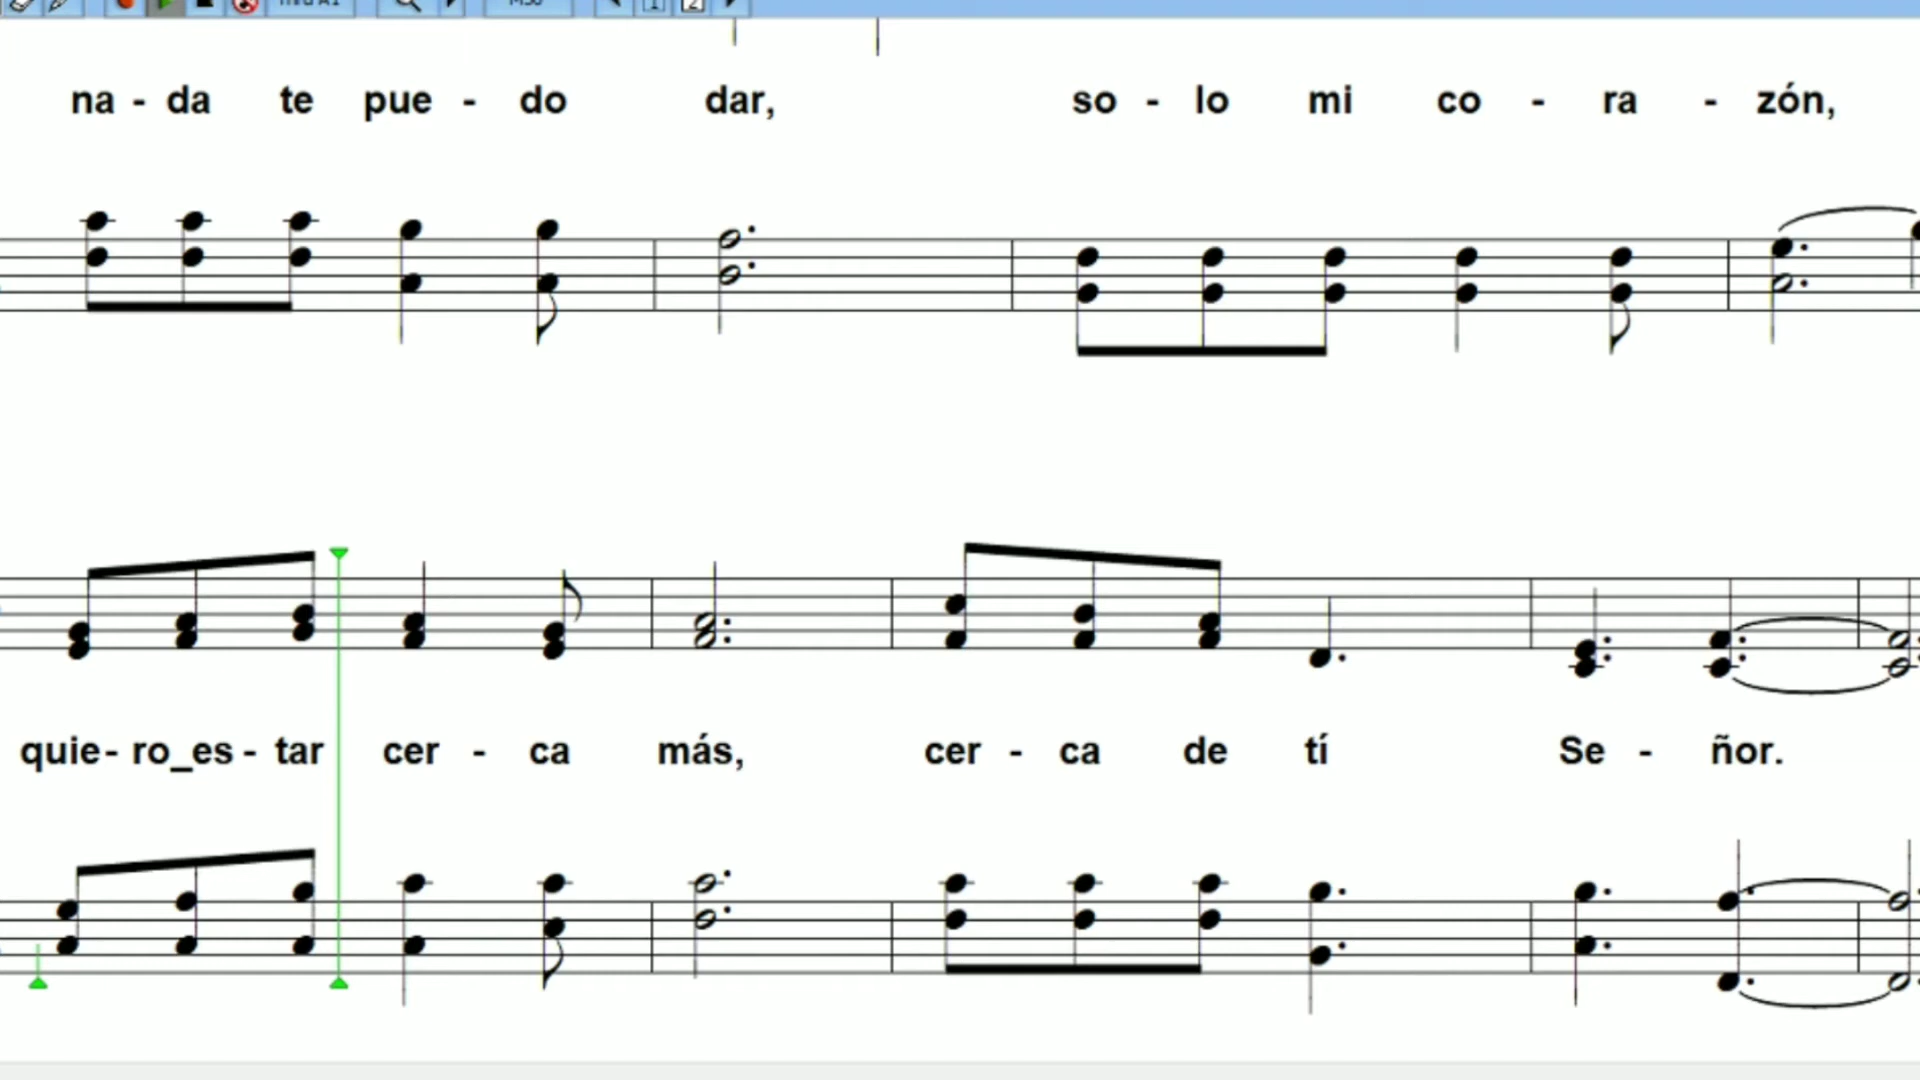 na - da te pue - do dar, so - lo mi co - ra - zón,
quie - ro_es - tar cer - ca más, cer - ca de tí Se - ñor.